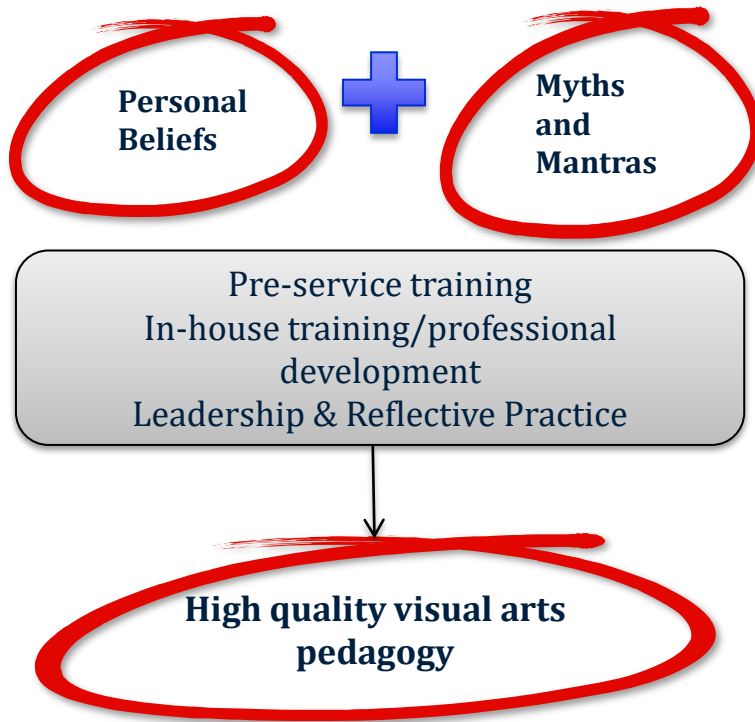 Personal
Beliefs
Myths
and
Mantras
Pre-service training
In-house training/professional
development
Leadership & Reflective Practice
High quality visual arts
pedagogy